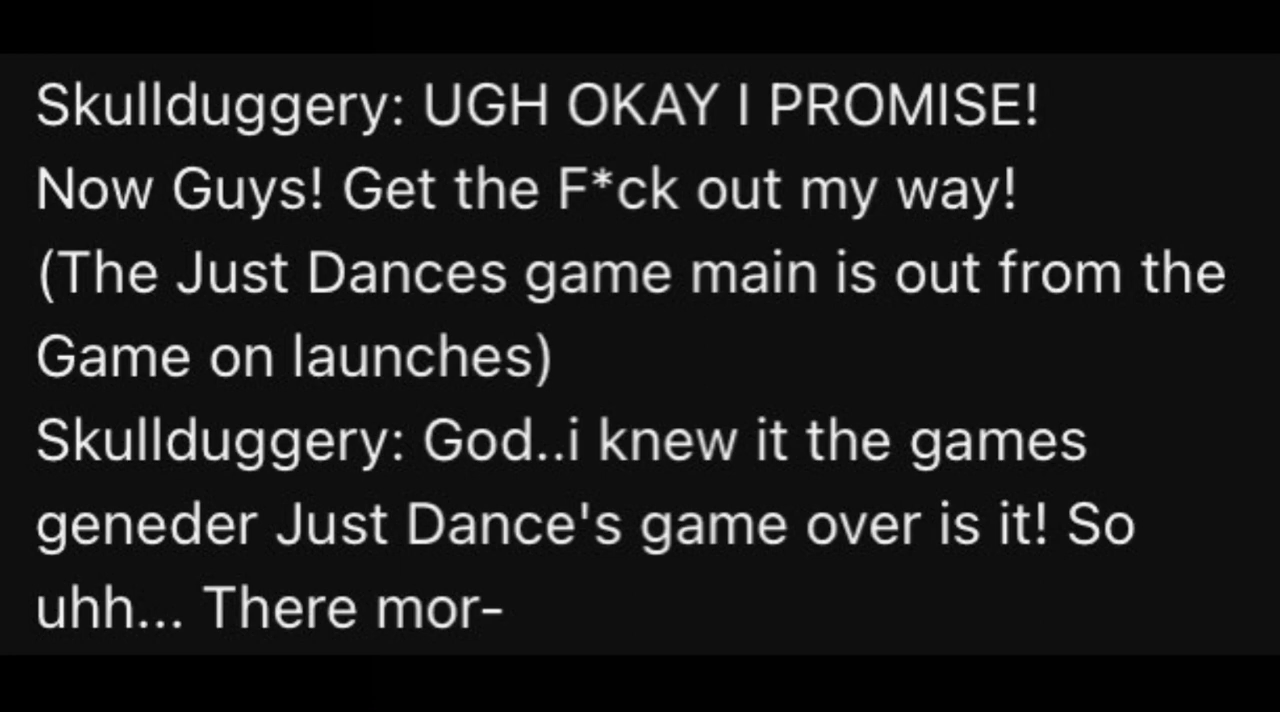 Skullduggery: UGH OKAY I PROMISE!
Now Guys! Get the F*ck out my way!
(The Just Dances game main is out from the
Game on launches)
Skullduggery: God..i knew it the games
geneder Just Dance's game over is it! So
uhh... There mor-